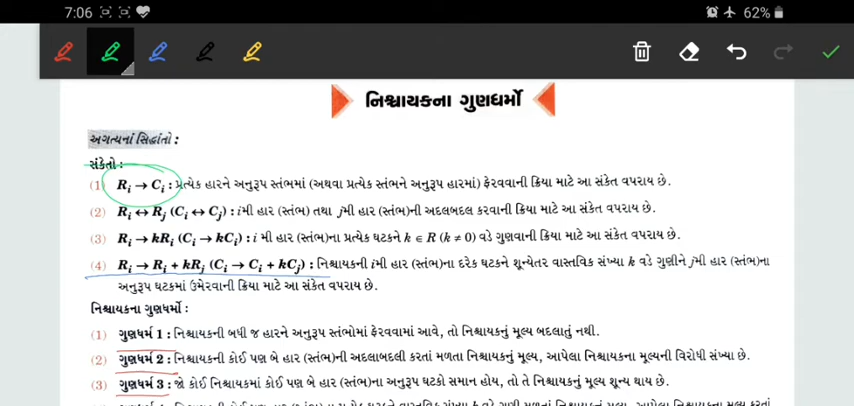 7:06
62%
નિશ્ચાયકના ગુણધર્મો
અગત્યનાં સિદ્ધાંતો :
સંકેતો :
(1) Ri → Ci : પ્રત્યેક હારને અનુરૂપ સ્તંભમાં (અથવા પ્રત્યેક સ્તંભને અનુરૂપ હારમાં) ફેરવવાની ક્રિયા માટે આ સંકેત વપરાય છે.
(2) Ri ↔ Rj (Ci ↔ Cj) : iમી હાર (સ્તંભ) તથા jમી હાર (સ્તંભ)ની અદલબદલ કરવાની ક્રિયા માટે આ સંકેત વપરાય છે.
(3) Ri → kRi (Ci → kCi) : i મી હાર (સ્તંભ)ના પ્રત્યેક ઘટકને k ∈ R (k ≠ 0) વડે ગુણવાની ક્રિયા માટે આ સંકેત વપરાય છે.
(4) Ri → Ri + kRj (Ci → Ci + kCj) : નિશ્ચાયકની iમી હાર (સ્તંભ)ના દરેક ઘટકને શૂન્યેતર વાસ્તવિક સંખ્યા k વડે ગુણીને jમી હાર (સ્તંભ)ના
અનુરૂપ ઘટકમાં ઉમેરવાની ક્રિયા માટે આ સંકેત વપરાય છે.
નિશ્ચાયકના ગુણધર્મો :
(1) ગુણધર્મ 1 : નિશ્ચાયકની બધી જ હારને અનુરૂપ સ્તંભોમાં ફેરવવામાં આવે, તો નિશ્ચાયકનું મૂલ્ય બદલાતું નથી.
(2) ગુણધર્મ 2 : નિશ્ચાયકની કોઈ પણ બે હાર (સ્તંભ)ની અદલાબદલી કરતાં મળતા નિશ્ચાયકનું મૂલ્ય, આપેલા નિશ્ચાયકના મૂલ્યની વિરોધી સંખ્યા છે.
(3) ગુણધર્મ 3 : જો કોઈ નિશ્ચાયકમાં કોઈ પણ બે હાર (સ્તંભ)ના અનુરૂપ ઘટકો સમાન હોય, તો તે નિશ્ચાયકનું મૂલ્ય શૂન્ય થાય છે.